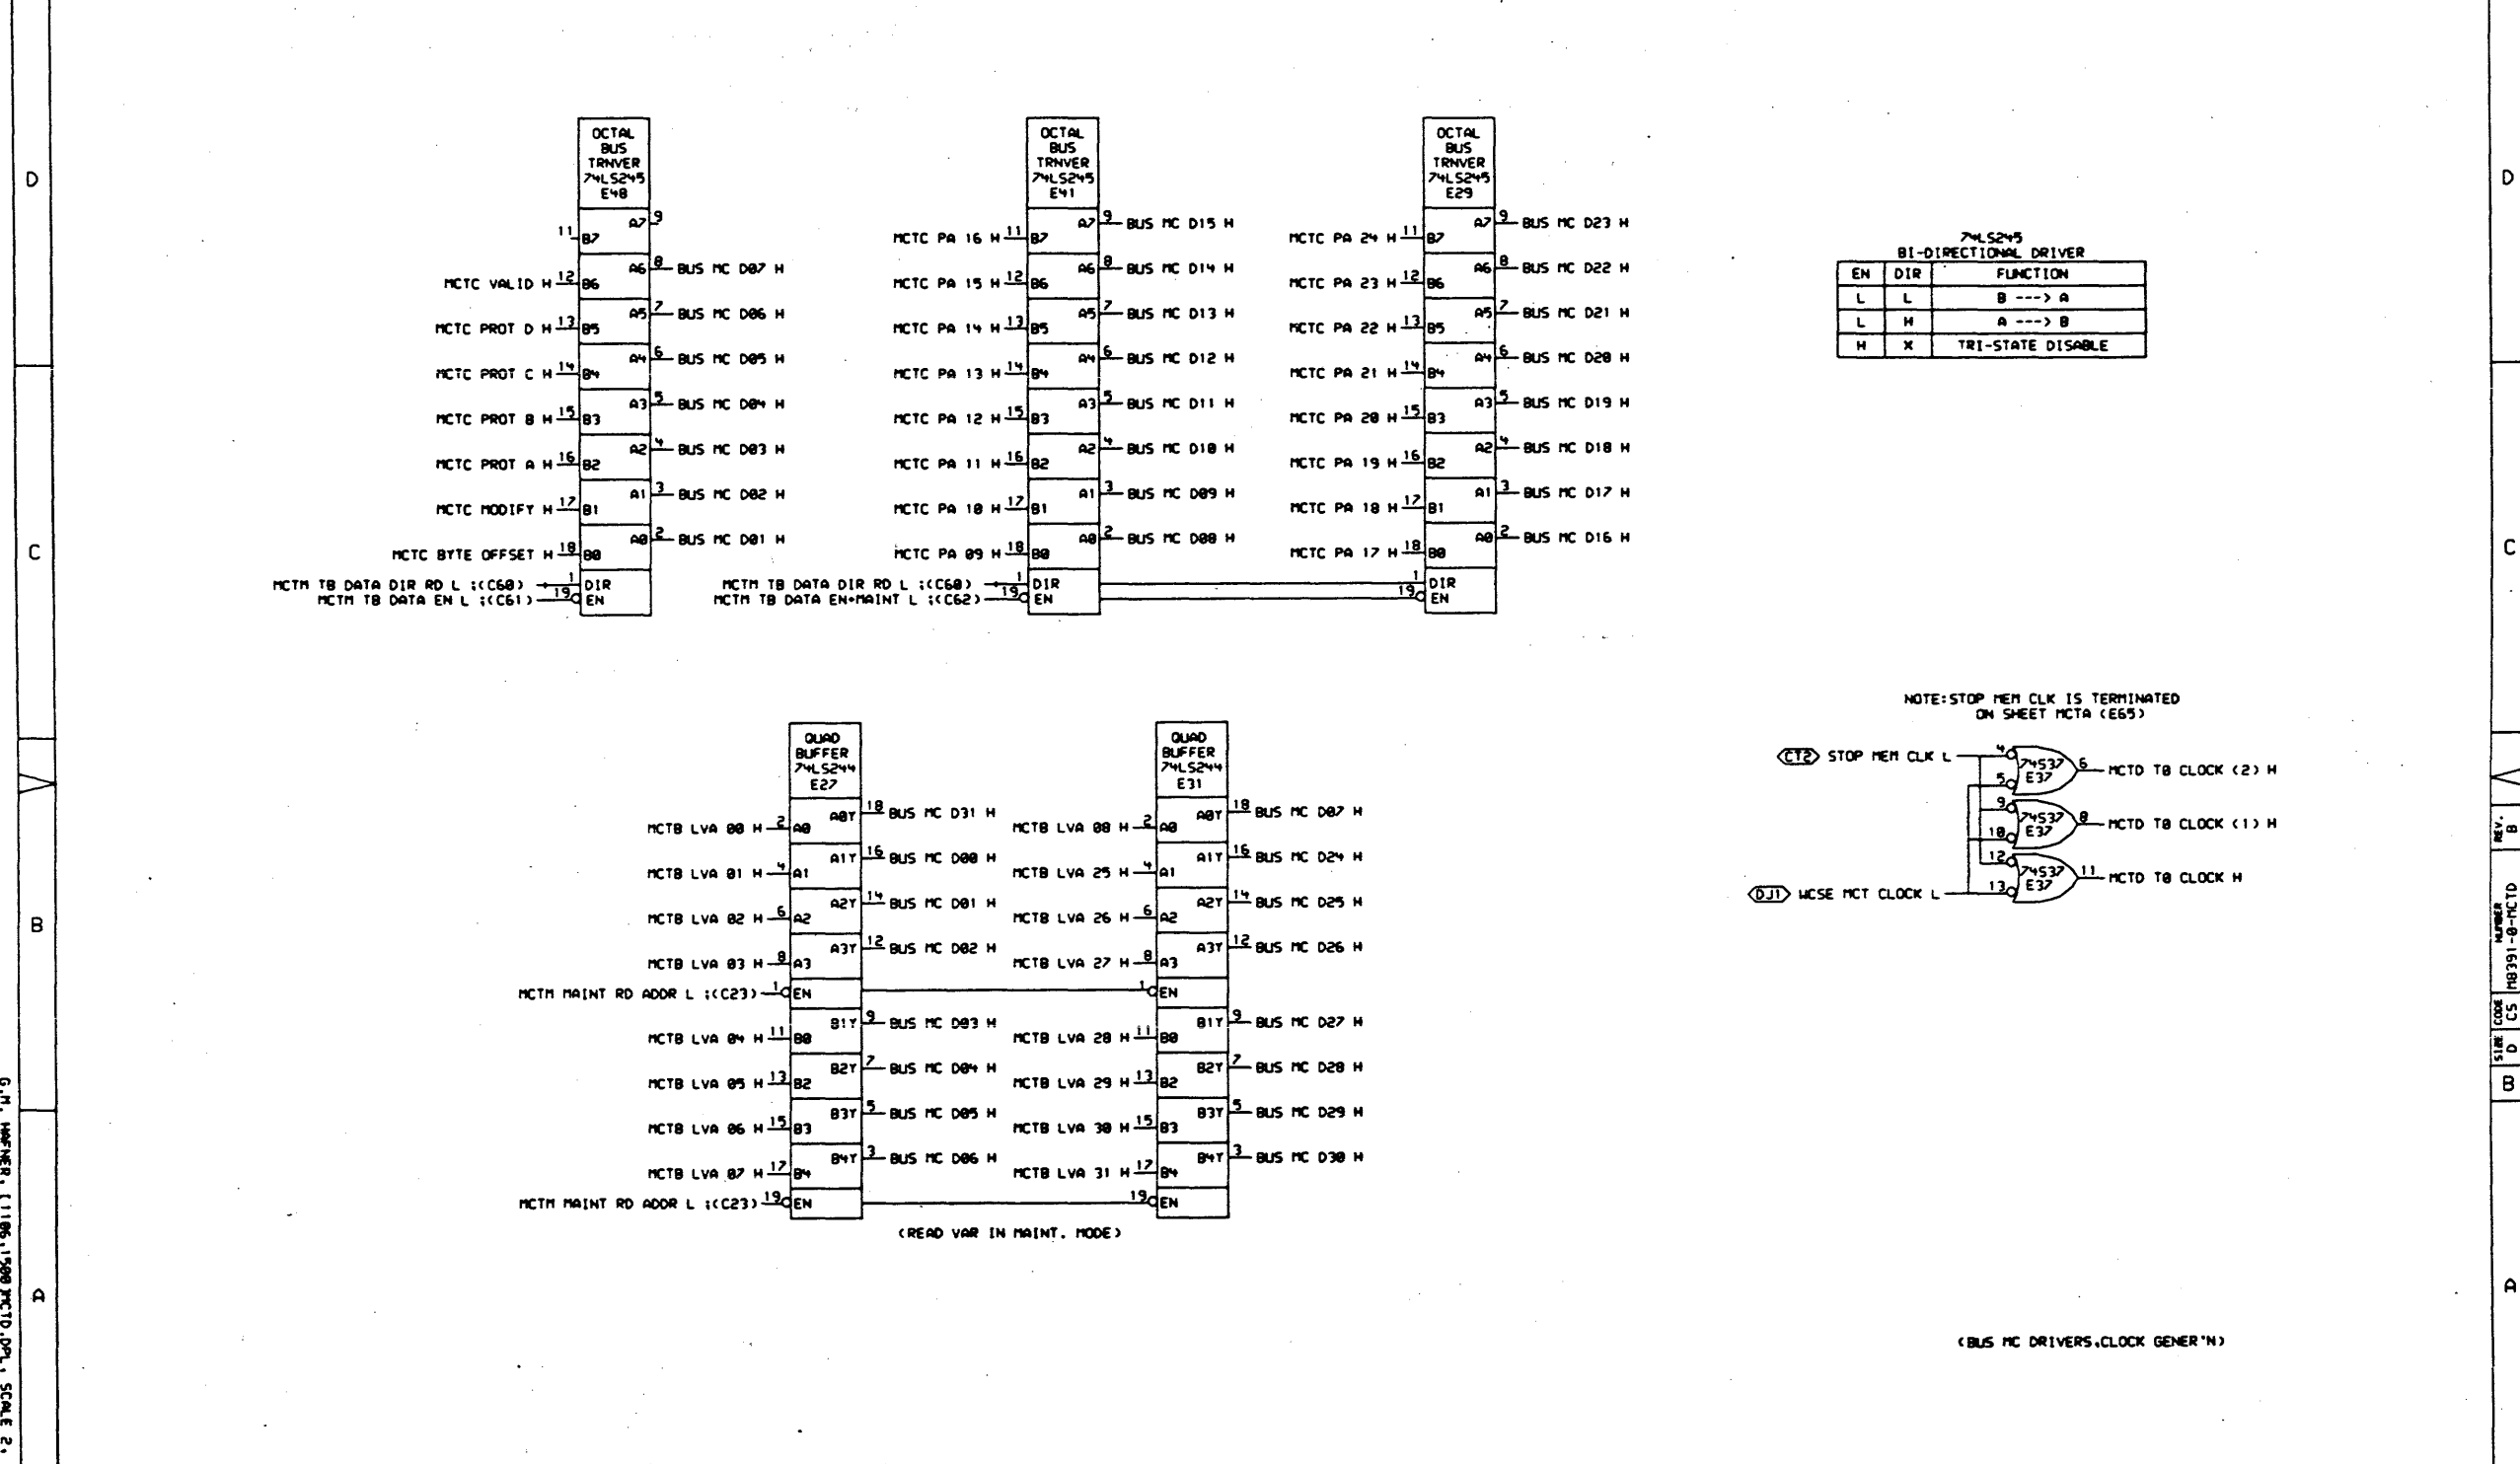 D
D
C
C
B
B
A
A
OCTAL
BUS
TRNVER
74LS245
E48
A7 9
11 B7
A6 8 BUS MC D07 H
MCTC VALID H 12 B6
A5 7 BUS MC D06 H
MCTC PROT D H 13 B5
A4 6 BUS MC D05 H
MCTC PROT C H 14 B4
A3 5 BUS MC D04 H
MCTC PROT B H 15 B3
A2 4 BUS MC D03 H
MCTC PROT A H 16 B2
A1 3 BUS MC D02 H
MCTC MODIFY H 17 B1
A0 2 BUS MC D01 H
MCTC BYTE OFFSET H 18 B0
MCTM TB DATA DIR RD L ;(C60) 1 DIR
MCTM TB DATA EN L ;(C61) 19 EN
OCTAL
BUS
TRNVER
74LS245
E41
A7 9 BUS MC D15 H
MCTC PA 16 H 11 B7
A6 8 BUS MC D14 H
MCTC PA 15 H 12 B6
A5 7 BUS MC D13 H
MCTC PA 14 H 13 B5
A4 6 BUS MC D12 H
MCTC PA 13 H 14 B4
A3 5 BUS MC D11 H
MCTC PA 12 H 15 B3
A2 4 BUS MC D10 H
MCTC PA 11 H 16 B2
A1 3 BUS MC D09 H
MCTC PA 10 H 17 B1
A0 2 BUS MC D08 H
MCTC PA 09 H 18 B0
MCTM TB DATA DIR RD L ;(C60) 1 DIR
MCTM TB DATA EN+MAINT L ;(C62) 19 EN
OCTAL
BUS
TRNVER
74LS245
E29
A7 9 BUS MC D23 H
MCTC PA 24 H 11 B7
A6 8 BUS MC D22 H
MCTC PA 23 H 12 B6
A5 7 BUS MC D21 H
MCTC PA 22 H 13 B5
A4 6 BUS MC D20 H
MCTC PA 21 H 14 B4
A3 5 BUS MC D19 H
MCTC PA 20 H 15 B3
A2 4 BUS MC D18 H
MCTC PA 19 H 16 B2
A1 3 BUS MC D17 H
MCTC PA 18 H 17 B1
A0 2 BUS MC D16 H
MCTC PA 17 H 18 B0
1 DIR
19 EN
74LS245
BI-DIRECTIONAL DRIVER
EN DIR FUNCTION
L L B ---> A
L H A ---> B
H X TRI-STATE DISABLE
QUAD
BUFFER
74LS244
E27
A0Y 18 BUS MC D31 H
MCTB LVA 00 H 2 A0
A1Y 16 BUS MC D00 H
MCTB LVA 01 H 4 A1
A2Y 14 BUS MC D01 H
MCTB LVA 02 H 6 A2
A3Y 12 BUS MC D02 H
MCTB LVA 03 H 8 A3
MCTM MAINT RD ADDR L ;(C23) 1 EN
B1Y 9 BUS MC D03 H
MCTB LVA 04 H 11 B0
B2Y 7 BUS MC D04 H
MCTB LVA 05 H 13 B2
B3Y 5 BUS MC D05 H
MCTB LVA 06 H 15 B3
B4Y 3 BUS MC D06 H
MCTB LVA 07 H 17 B4
MCTM MAINT RD ADDR L ;(C23) 19 EN
QUAD
BUFFER
74LS244
E31
A0Y 18 BUS MC D07 H
MCTB LVA 08 H 2 A0
A1Y 16 BUS MC D24 H
MCTB LVA 25 H 4 A1
A2Y 14 BUS MC D25 H
MCTB LVA 26 H 6 A2
A3Y 12 BUS MC D26 H
MCTB LVA 27 H 8 A3
1 EN
B1Y 9 BUS MC D27 H
MCTB LVA 28 H 11 B0
B2Y 7 BUS MC D28 H
MCTB LVA 29 H 13 B2
B3Y 5 BUS MC D29 H
MCTB LVA 30 H 15 B3
B4Y 3 BUS MC D30 H
MCTB LVA 31 H 17 B4
19 EN
(READ VAR IN MAINT. MODE)
NOTE:STOP MEM CLK IS TERMINATED
ON SHEET MCTA (E65)
CT2 STOP MEM CLK L 4 5 74S37 E37 6 MCTD T0 CLOCK (2) H
9 10 74S37 E37 8 MCTD T0 CLOCK (1) H
DJ1 WCSE MCT CLOCK L 12 13 74S37 E37 11 MCTD T0 CLOCK H
(BUS MC DRIVERS,CLOCK GENER'N)
REV. B
NUMBER M8391-0-MCTD
CODE CS
SIZE D
B
G.M. HAFNER, [1106,1500]MCTD.DPL, SCALE 2,